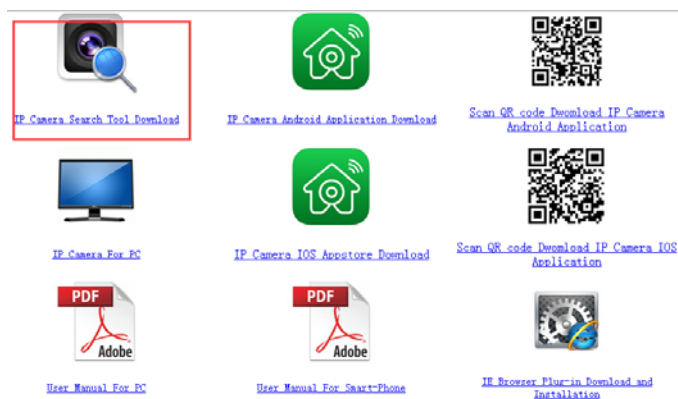 IP Camera Search Tool Download
IP Camera Android Application Download
Scan QR code Dwomload IP Camera
Android Application
IP Camera For PC
IP Camera IOS Appstore Download
Scan QR code Dwomload IP Camera IOS
Application
PDF
Adobe
PDF
Adobe
User Manual For PC
User Manual For Smart-Phone
IE Browser Plug-in Download and
Installation